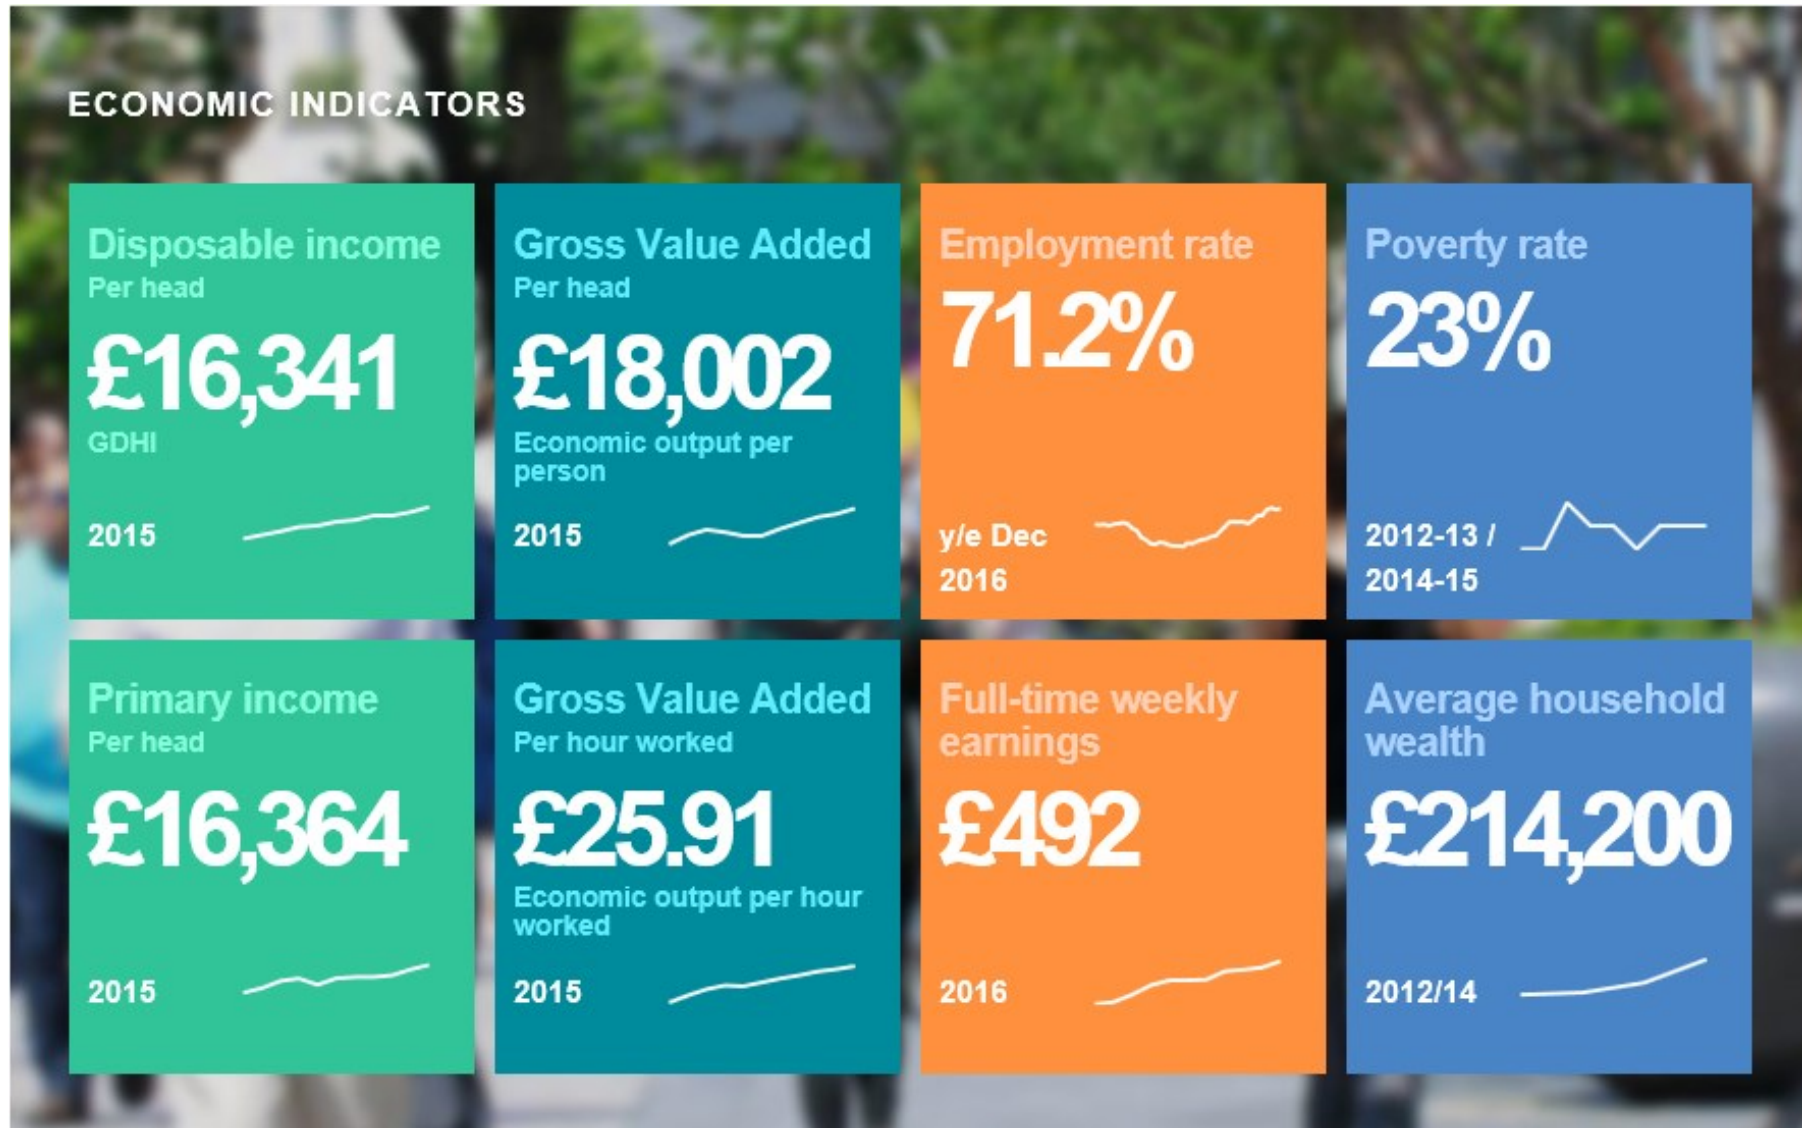 ECONOMIC INDICATORS
Disposable income
Per head
£16,341
GDHI
2015
Gross Value Added
Per head
£18,002
Economic output per
person
2015
Employment rate
71.2%
y/e Dec
2016
Poverty rate
23%
2012-13 /
2014-15
Primary income
Per head
£16,364
2015
Gross Value Added
Per hour worked
£25.91
Economic output per hour
worked
2015
Full-time weekly
earnings
£492
2016
Average household
wealth
£214,200
2012/14